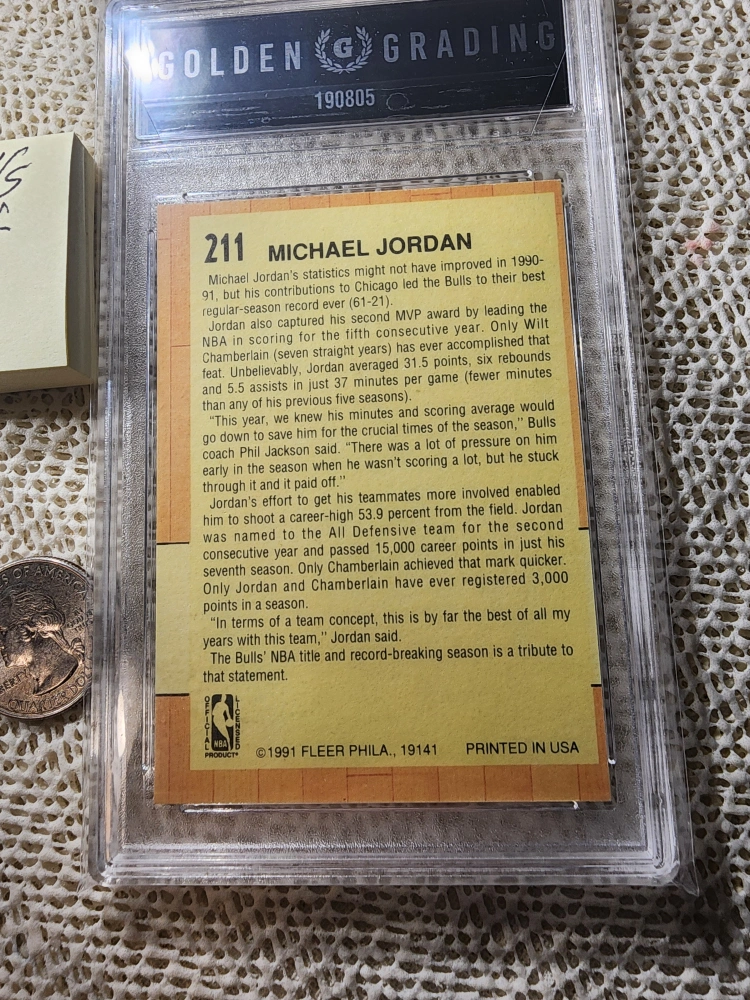 GOLDEN G GRADING
190805
211 MICHAEL JORDAN
Michael Jordan's statistics might not have improved in 1990-
91, but his contributions to Chicago led the Bulls to their best
regular-season record ever (61-21).
Jordan also captured his second MVP award by leading the
NBA in scoring for the fifth consecutive year. Only Wilt
Chamberlain (seven straight years) has ever accomplished that
feat. Unbelievably, Jordan averaged 31.5 points, six rebounds
and 5.5 assists in just 37 minutes per game (fewer minutes
than any of his previous five seasons).
"This year, we knew his minutes and scoring average would
go down to save him for the crucial times of the season," Bulls
coach Phil Jackson said. "There was a lot of pressure on him
early in the season when he wasn't scoring a lot, but he stuck
through it and it paid off."
Jordan's effort to get his teammates more involved enabled
him to shoot a career-high 53.9 percent from the field. Jordan
was named to the All Defensive team for the second
consecutive year and passed 15,000 career points in just his
seventh season. Only Chamberlain achieved that mark quicker.
Only Jordan and Chamberlain have ever registered 3,000
points in a season.
"In terms of a team concept, this is by far the best of all my
years with this team," Jordan said.
The Bulls' NBA title and record-breaking season is a tribute to
that statement.
OFFICIAL NBA LICENSED
PRODUCT®
©1991 FLEER PHILA., 19141 PRINTED IN USA
OF AMERICA